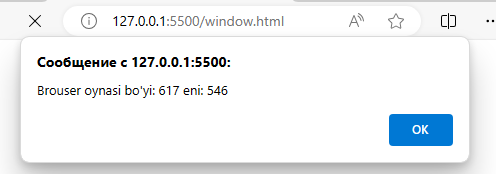 127.0.0.1:5500/window.html
Сообщение с 127.0.0.1:5500:
Brouser oynasi bo'yi: 617 eni: 546
OK